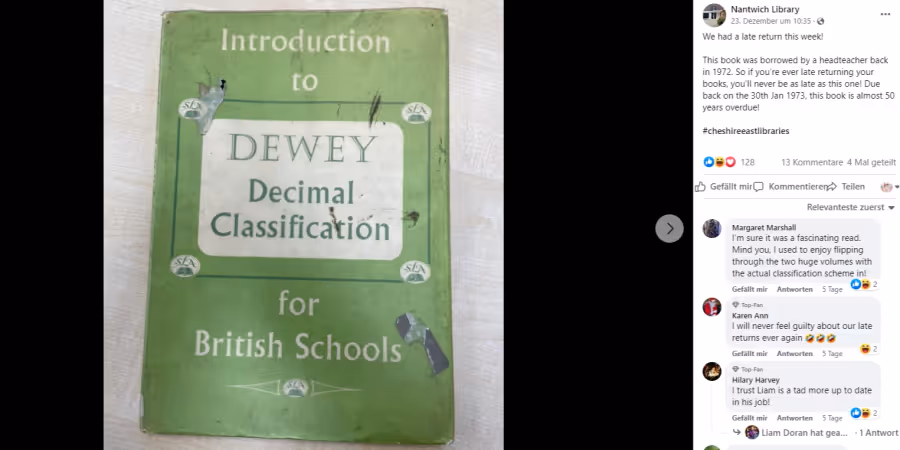 Introduction
to
SLA
SLA
DEWEY
Decimal
Classification
SLA
SLA
for
British Schools
SLA
Nantwich Library
23. Dezember um 10:35 ·
We had a late return this week!
This book was borrowed by a headteacher back
in 1972. So if you're ever late returning your
books, you'll never be as late as this one! Due
back on the 30th Jan 1973, this book is almost 50
years overdue!
#cheshireeastlibraries
128
13 Kommentare 4 Mal geteilt
Gefällt mir Kommentieren Teilen
Relevanteste zuerst
Margaret Marshall
I'm sure it was a fascinating read.
Mind you, I used to enjoy flipping
through the two huge volumes with
the actual classification scheme in!
2
Gefällt mir Antworten 5 Tage
Top-Fan
Karen Ann
I will never feel guilty about our late
returns ever again 🤣🤣🤣
2
Gefällt mir Antworten 5 Tage
Top-Fan
Hilary Harvey
I trust Liam is a tad more up to date
in his job!
2
Gefällt mir Antworten 5 Tage
Liam Doran hat gea... · 1 Antwort